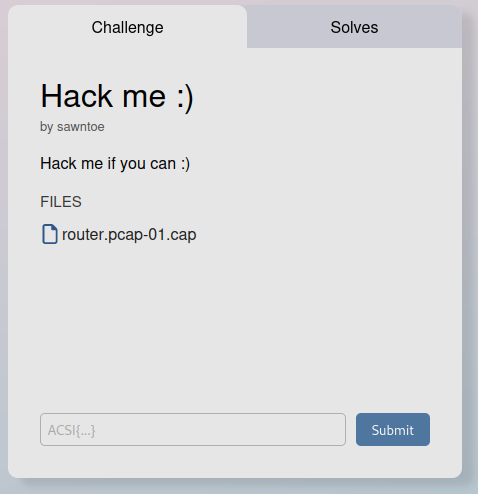 Challenge Solves
Hack me :)
by sawntoe
Hack me if you can :)
FILES
router.pcap-01.cap
ACSI{...} Submit